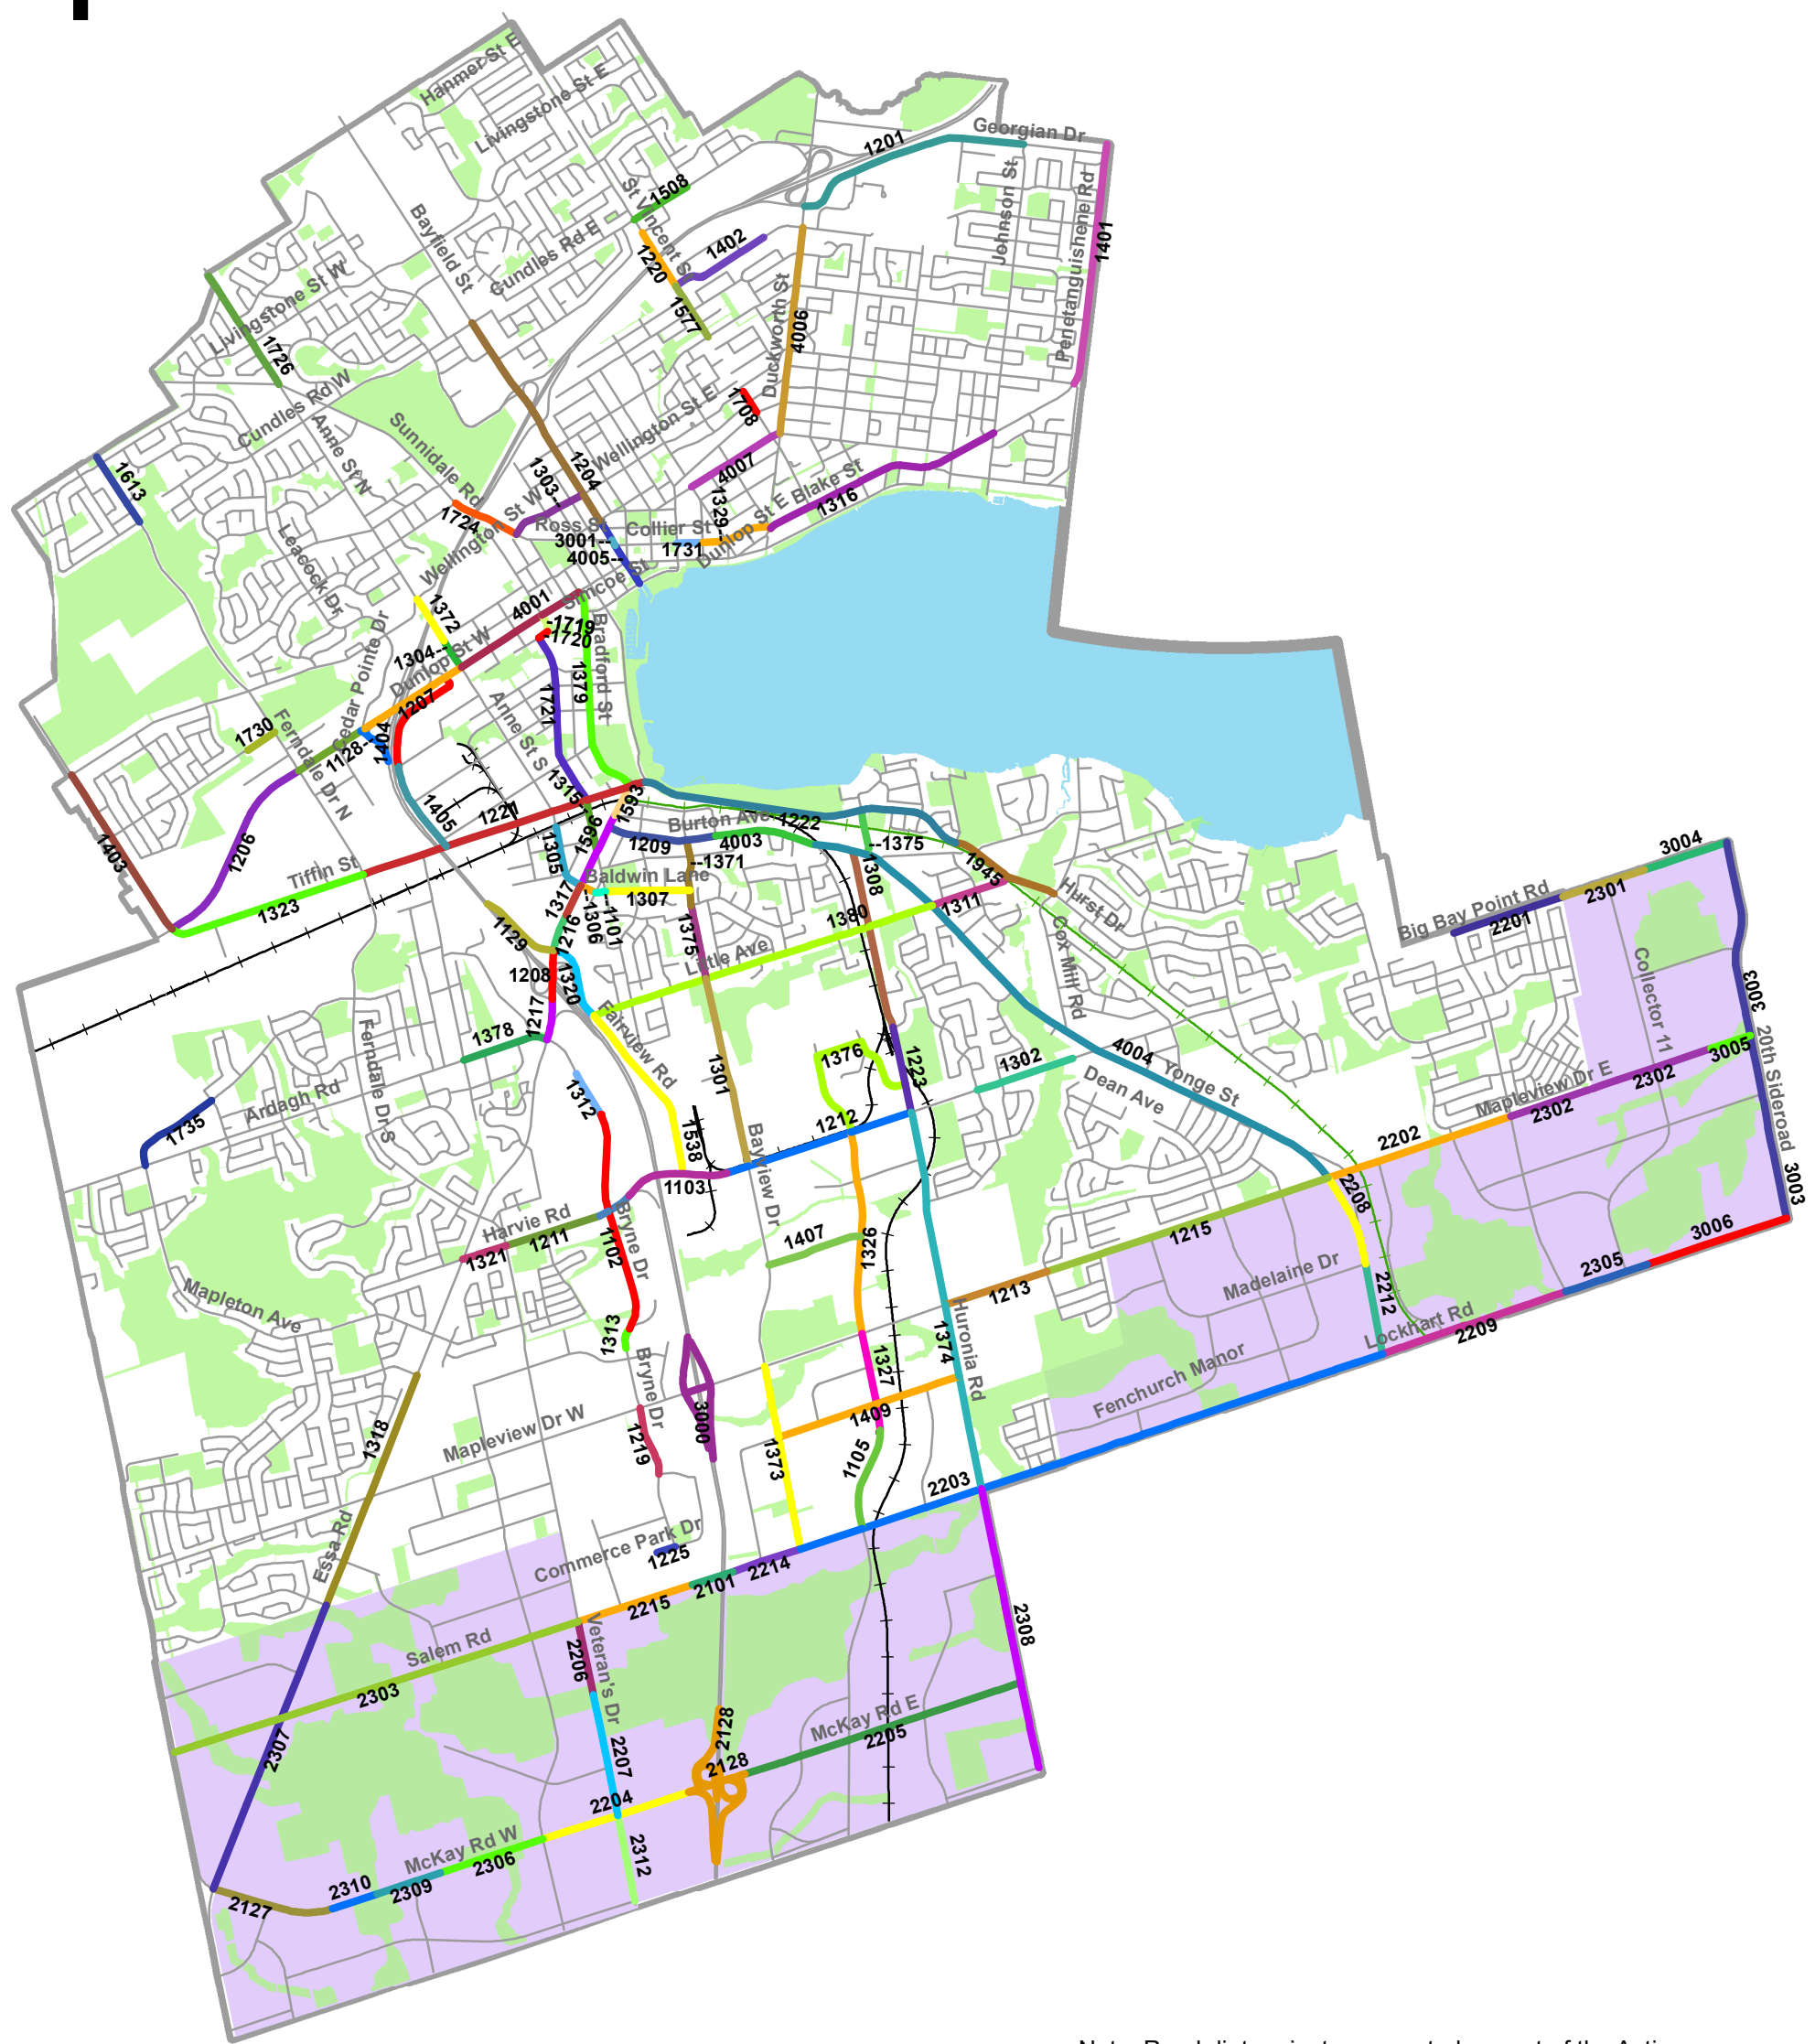 Hanmer St E
Livingstone St E
Georgian Dr
1201
1508
St Vincent St
Johnson St
Penetanguishene Rd
1401
Bayfield St
Cundles Rd E
1220
1402
1577
Duckworth St
4006
Livingstone St W
1726
Cundles Rd W
Anne St N
Sunnidale Rd
1708
Wellington St E
1204
1303--
4007
1329--
Blake St
1316
1613
1724
Wellington St W
Ross St
Collier St
Dunlop St E
3001--
4005--
1731
Leacock Dr
Simcoe St
4001
1372
-1719
-1720
1304--
Dunlop St W
Cedar Pointe Dr
1207
Bradford St
1379
1721
Anne St S
1730
Ferndale Dr N
1128--
1404
1315--
1593
1405
1403
1206
Tiffin St
1323
1305
1596
1209
Burton Ave
4003
1222
--1371
--1375
1308
1945
Hurst Dr
Baldwin Lane
1307
1317
--1306
--1101
1380
1311
1129
1216
1375
Little Ave
Cox Mill Rd
1208
1320
1217
1378
Fairview Rd
1301
1376
1223
1302
4004
Yonge St
Dean Ave
Ardagh Rd
Ferndale Dr S
1735
1312
1538
1212
1103
Bayview Dr
Big Bay Point Rd
2201
2301
3004
Collector 11
3003
20th Sideroad
3005
Mapleview Dr E
2302
2302
2202
3003
3006
2305
2208
1215
Harvie Rd
1321
1211
1102
Bryne Dr
1407
1326
1213
Madelaine Dr
2212
Lockhart Rd
2209
Mapleton Ave
1313
Bryne Dr
Huronia Rd
1374
1327
1409
Fenchurch Manor
1318
Mapleview Dr W
1219
3000
1373
1105
2203
Essa Rd
Commerce Park Dr
1225
2214
2101
2215
Salem Rd
2303
2206
Veteran's Dr
2308
2307
2207
2128
2128
McKay Rd E
2205
2204
McKay Rd W
2306
2312
2310
2309
2127